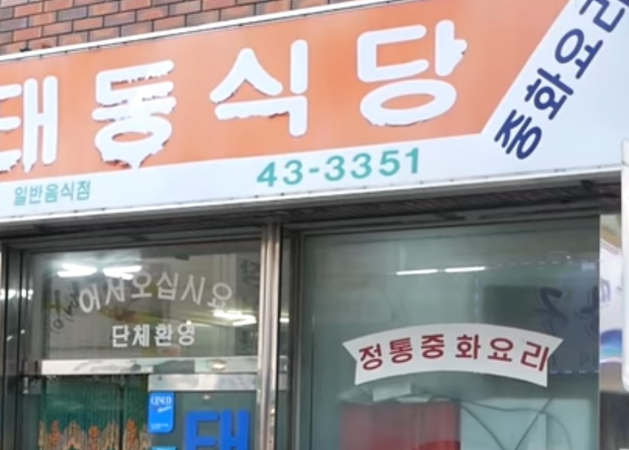 태동식당
중화요리
43-3351
일반음식점
어서오십시요
단체환영
정통중화요리
태